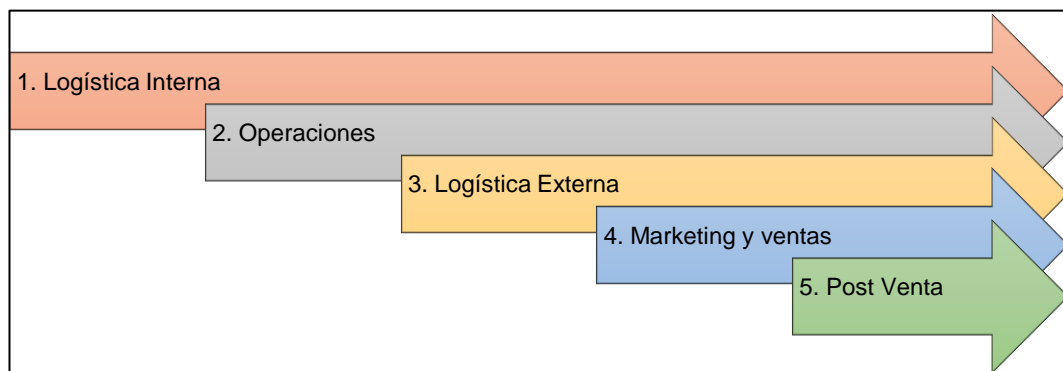 1. Logística Interna
2. Operaciones
3. Logística Externa
4. Marketing y ventas
5. Post Venta